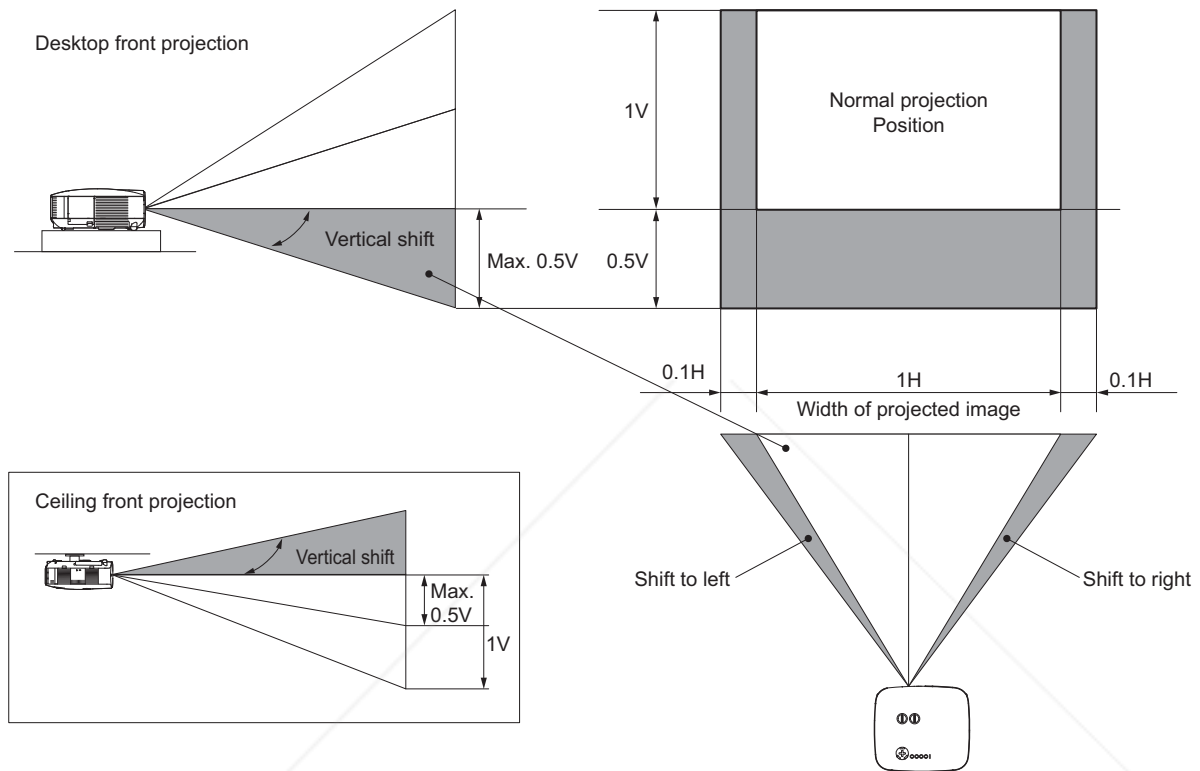 Desktop front projection
Vertical shift
Max. 0.5V
1V
0.5V
Normal projection
Position
0.1H
1H
0.1H
Width of projected image
Ceiling front projection
Vertical shift
Max.
0.5V
1V
Shift to left
Shift to right